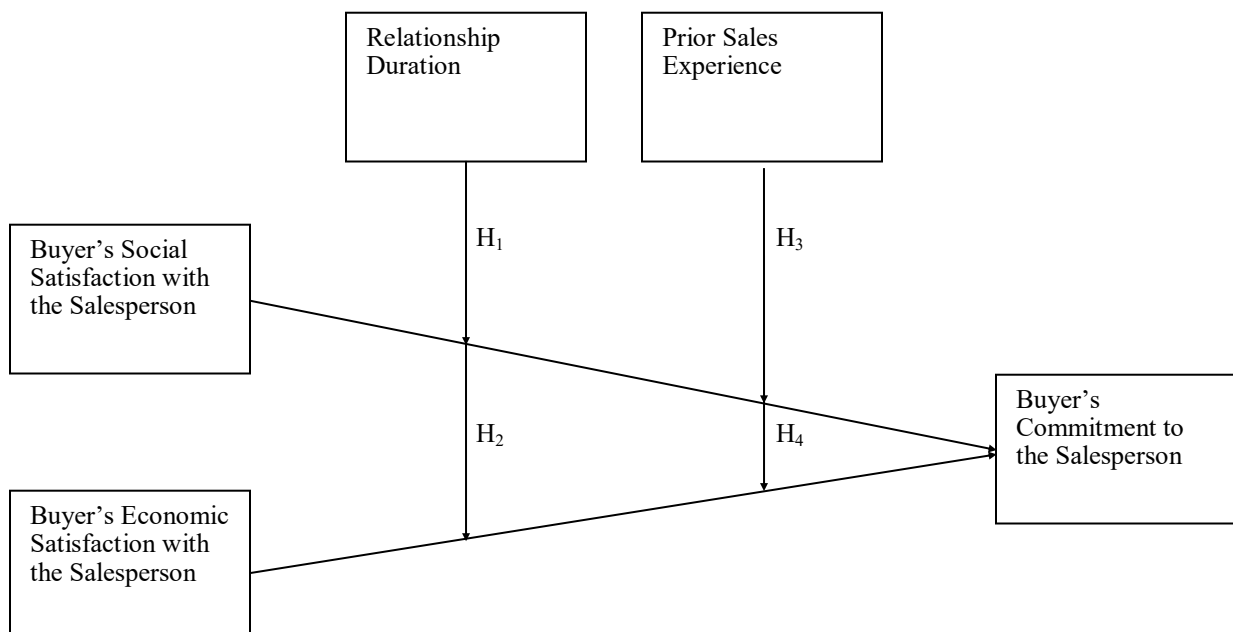 Relationship
Duration
Prior Sales
Experience
H₁
H₃
Buyer’s Social
Satisfaction with
the Salesperson
Buyer’s
Commitment to
the Salesperson
H₂
H₄
Buyer’s Economic
Satisfaction with
the Salesperson